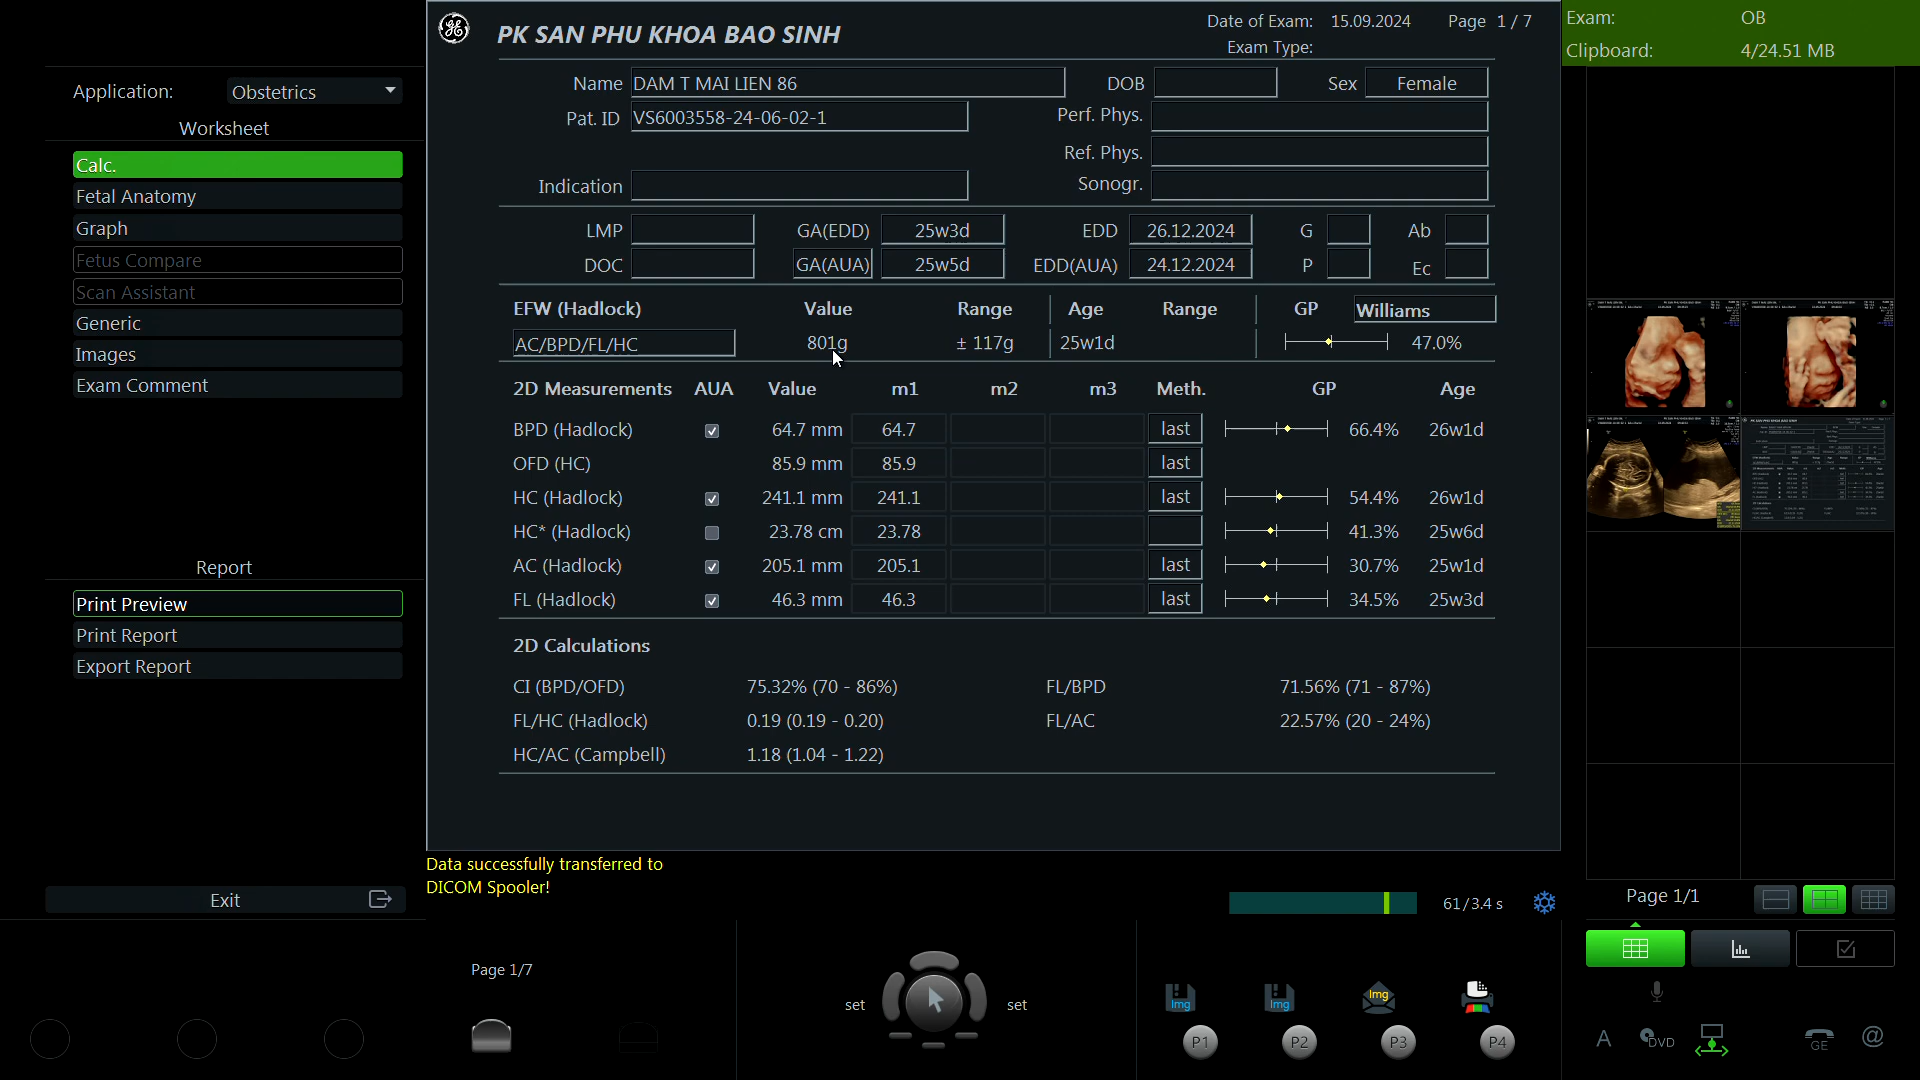 PK SAN PHU KHOA BAO SINH
Date of Exam: 15.09.2024 Page 1 / 7
Exam Type:
Exam: OB
Clipboard: 4/24.51 MB
Application: Obstetrics
Worksheet
Calc.
Fetal Anatomy
Graph
Fetus Compare
Scan Assistant
Generic
Images
Exam Comment
Report
Print Preview
Print Report
Export Report
Exit
Name DAM T MAI LIEN 86 DOB Sex Female
Pat. ID VS6003558-24-06-02-1 Perf. Phys.
Ref. Phys.
Indication Sonogr.
LMP GA(EDD) 25w3d EDD 26.12.2024 G Ab
DOC GA(AUA) 25w5d EDD(AUA) 24.12.2024 P Ec
EFW (Hadlock) Value Range Age Range GP Williams
AC/BPD/FL/HC 801g ± 117g 25w1d 47.0%
2D Measurements AUA Value m1 m2 m3 Meth. GP Age
BPD (Hadlock) 64.7 mm 64.7 last 66.4% 26w1d
OFD (HC) 85.9 mm 85.9 last
HC (Hadlock) 241.1 mm 241.1 last 54.4% 26w1d
HC* (Hadlock) 23.78 cm 23.78 41.3% 25w6d
AC (Hadlock) 205.1 mm 205.1 last 30.7% 25w1d
FL (Hadlock) 46.3 mm 46.3 last 34.5% 25w3d
2D Calculations
CI (BPD/OFD) 75.32% (70 - 86%) FL/BPD 71.56% (71 - 87%)
FL/HC (Hadlock) 0.19 (0.19 - 0.20) FL/AC 22.57% (20 - 24%)
HC/AC (Campbell) 1.18 (1.04 - 1.22)
Data successfully transferred to
DICOM Spooler!
61/3.4 s
Page 1/1
Page 1/7
set set
Img Img Img
P1 P2 P3 P4
A DVD GE @